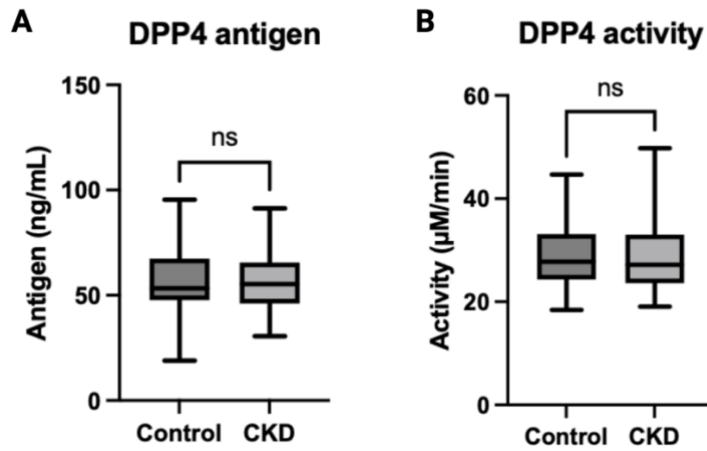 A
DPP4 antigen
150
100
50
0
Antigen (ng/mL)
ns
Control
CKD
B
DPP4 activity
60
40
20
0
Activity (µM/min)
ns
Control
CKD